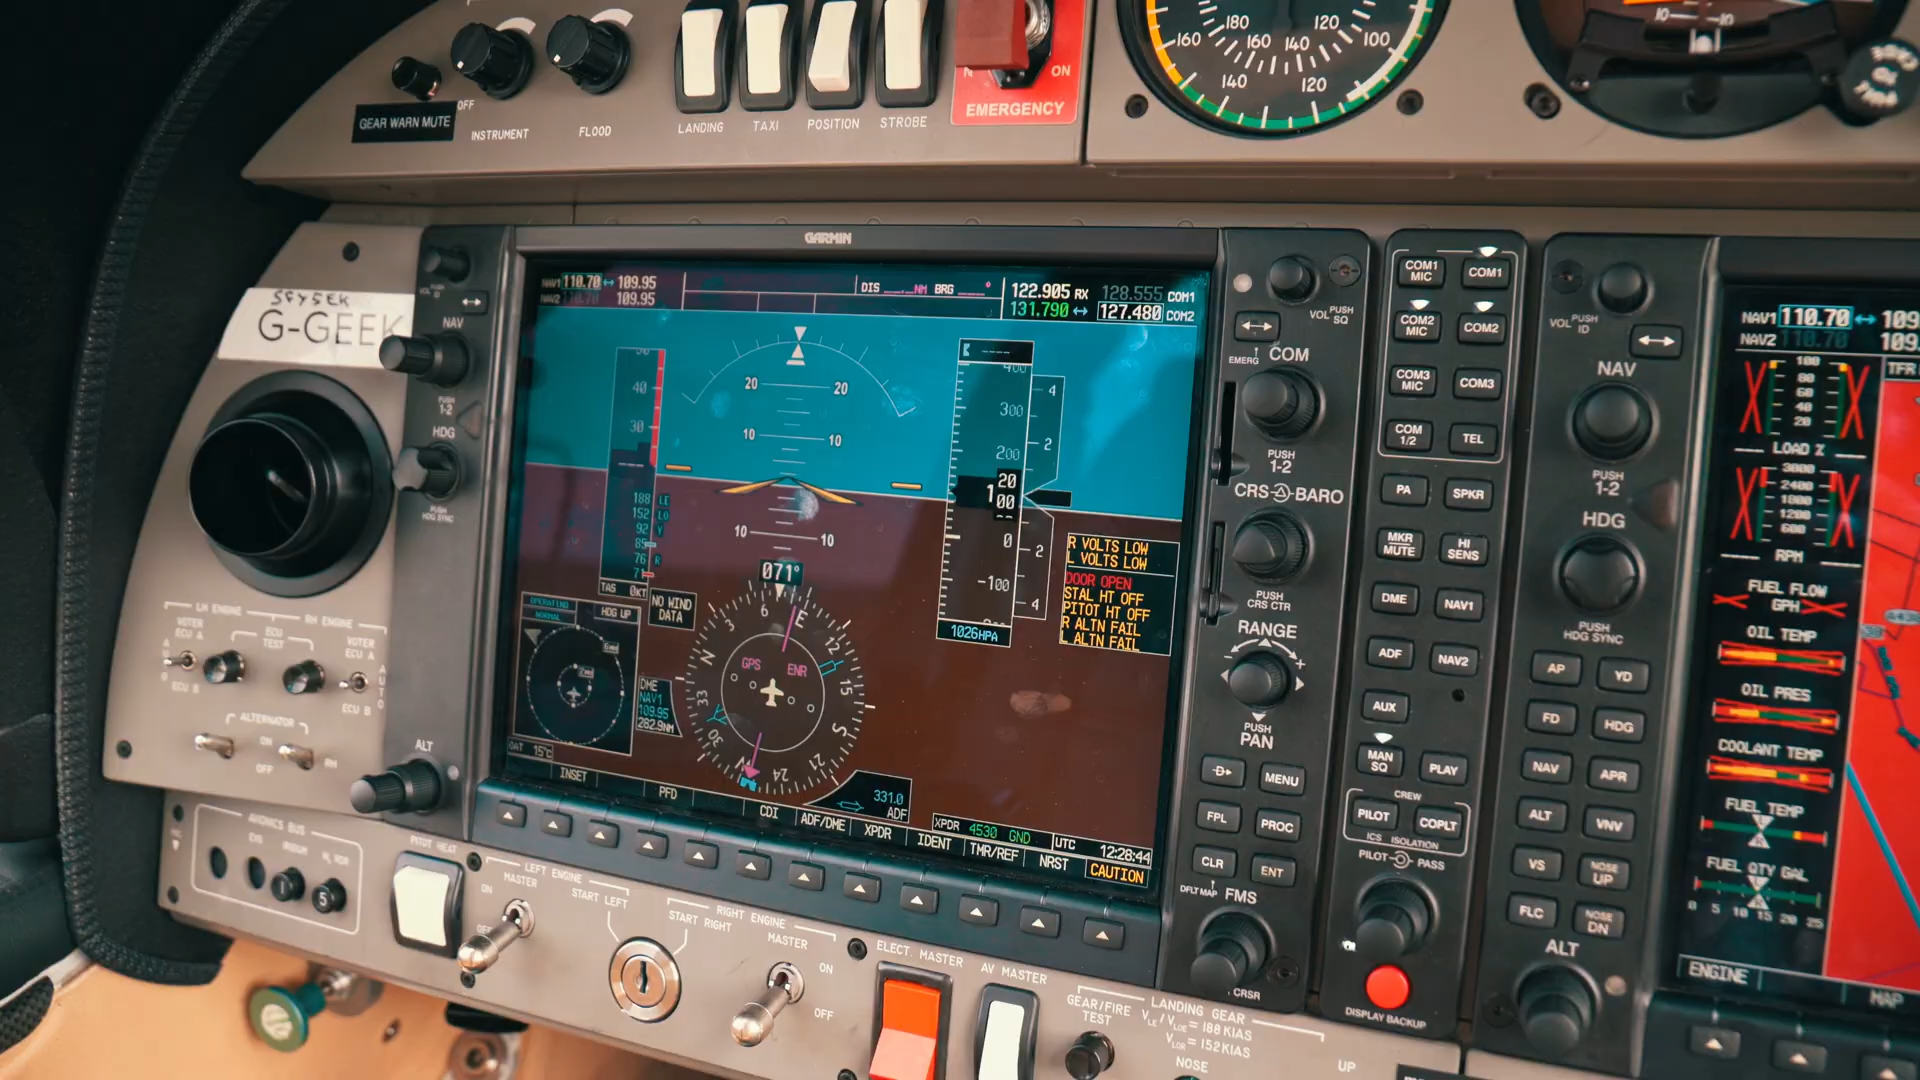 GEAR WARN MUTE
OFF
INSTRUMENT
FLOOD
LANDING
TAXI
POSITION
STROBE
ON
EMERGENCY
180
160
140
120
100
160
140
120
10
10
G-GEEK
GARMIN
NAV1 110.70 ↔ 109.95
NAV2 110.70 109.95
DIS NM BRG
122.905 RX 128.555 COM1
131.790 ↔ 127.480 COM2
NAV
PUSH
1-2
HDG
PUSH
HDG SYNC
ALT
40
30
188
152
92
85
76
71
TAS 0KT
20 20
10 10
10 10
300
200
20
1 00
0
-100
4
2
2
4
1026HPA
R VOLTS LOW
L VOLTS LOW
DOOR OPEN
STAL HT OFF
PITOT HT OFF
R ALTN FAIL
L ALTN FAIL
071°
NO WIND
DATA
OPERATING
NORMAL
HDG UP
GPS ENR
6
E
12
15
S
21
24
W
30
33
N
DME
NAV1
109.95
282.9NM
OAT 15°C
331.0
ADF
XPDR 4530 GND
UTC 12:28:44
INSET
PFD
CDI
ADF/DME
XPDR
IDENT
TMR/REF
NRST
CAUTION
VOL PUSH SQ
EMERG
COM
PUSH
1-2
CRS BARO
PUSH
CRS CTR
RANGE
- +
PUSH
PAN
D
MENU
FPL
PROC
CLR
ENT
DFLT MAP
FMS
CRSR
COM1 MIC
COM1
COM2 MIC
COM2
COM3 MIC
COM3
COM 1/2
TEL
PA
SPKR
MKR MUTE
HI SENS
DME
NAV1
ADF
NAV2
AUX
MAN SQ
PLAY
CREW
PILOT
COPLT
ICS ISOLATION
PILOT PASS
DISPLAY BACKUP
VOL PUSH ID
NAV
PUSH
1-2
HDG
PUSH
HDG SYNC
AP
YD
FD
HDG
NAV
APR
ALT
VNV
VS
NOSE UP
FLC
NOSE DN
ALT
NAV1 110.70 ↔ 109
NAV2 110.70 109
100
80
60
40
20
LOAD %
3000
2400
1800
1200
600
RPM
FUEL FLOW
GPH
OIL TEMP
OIL PRES
COOLANT TEMP
FUEL TEMP
FUEL QTY GAL
0 5 10 15 20 25
ENGINE
MAP
LH ENGINE
RH ENGINE
VOTER
ECU A
ECU
TEST
VOTER
ECU A
AUTO
ECU B
ECU B
ALTERNATOR
ON
OFF
RH
AVIONICS BUS
5
PITOT HEAT
ON
LEFT ENGINE
MASTER
START LEFT
RIGHT ENGINE
START RIGHT
MASTER
ON
OFF
ELECT. MASTER
AV MASTER
GEAR/FIRE
TEST
LANDING GEAR
VLE / VLOE = 188 KIAS
VLOR = 152 KIAS
NOSE
UP